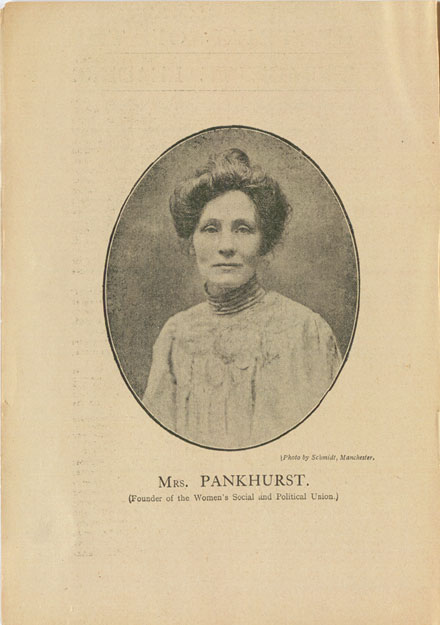 [Photo by Schmidt, Manchester.
Mrs. PANKHURST.
(Founder of the Women's Social and Political Union.)